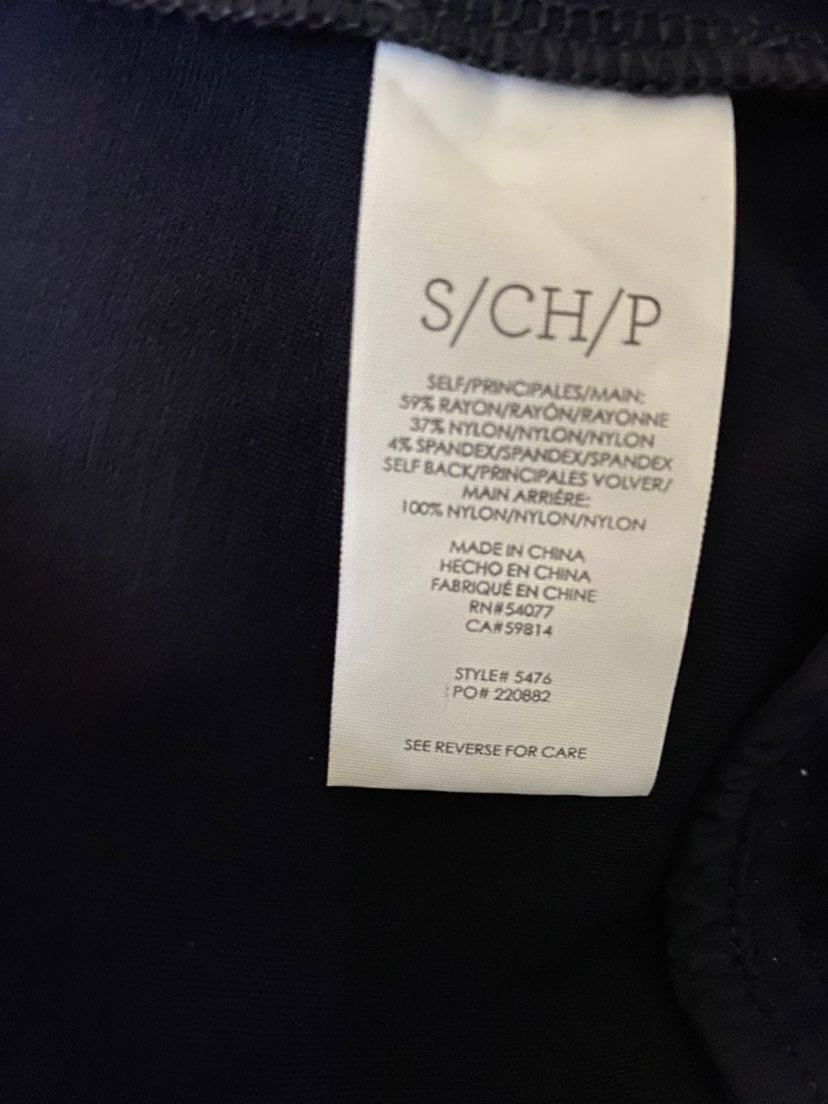 S/CH/P
SELF/PRINCIPALES/MAIN:
59% RAYON/RAYÓN/RAYONNE
37% NYLON/NYLON/NYLON
4% SPANDEX/SPANDEX/SPANDEX
SELF BACK/PRINCIPALES VOLVER/
MAIN ARRIÈRE:
100% NYLON/NYLON/NYLON
MADE IN CHINA
HECHO EN CHINA
FABRIQUÉ EN CHINE
RN#54077
CA#59814
STYLE# 5476
PO# 220882
SEE REVERSE FOR CARE